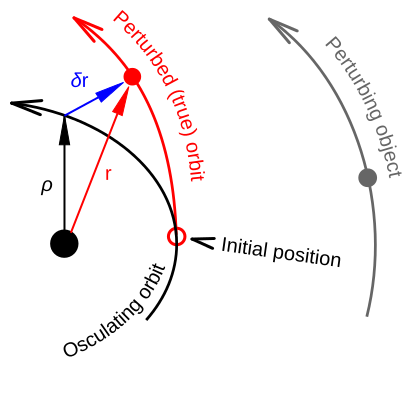 Perturbed (true) orbit
Perturbing object
δr
ρ
r
Initial position
Osculating orbit